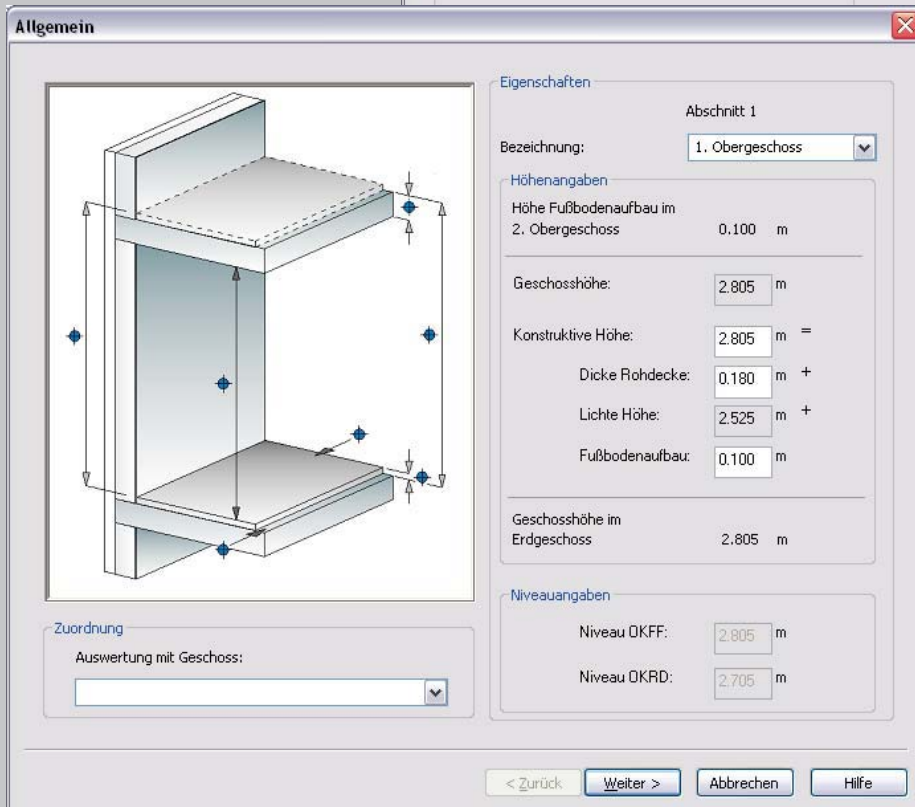 Allgemein
Eigenschaften
Abschnitt 1
Bezeichnung: 1. Obergeschoss
Höhenangaben
Höhe Fußbodenaufbau im
2. Obergeschoss 0.100 m
Geschosshöhe: 2.805 m
Konstruktive Höhe: 2.805 m =
Dicke Rohdecke: 0.180 m +
Lichte Höhe: 2.525 m +
Fußbodenaufbau: 0.100 m
Geschosshöhe im
Erdgeschoss 2.805 m
Niveauangaben
Niveau OKFF: 2.805 m
Niveau OKRD: 2.705 m
Zuordnung
Auswertung mit Geschoss:
< Zurück Weiter > Abbrechen Hilfe